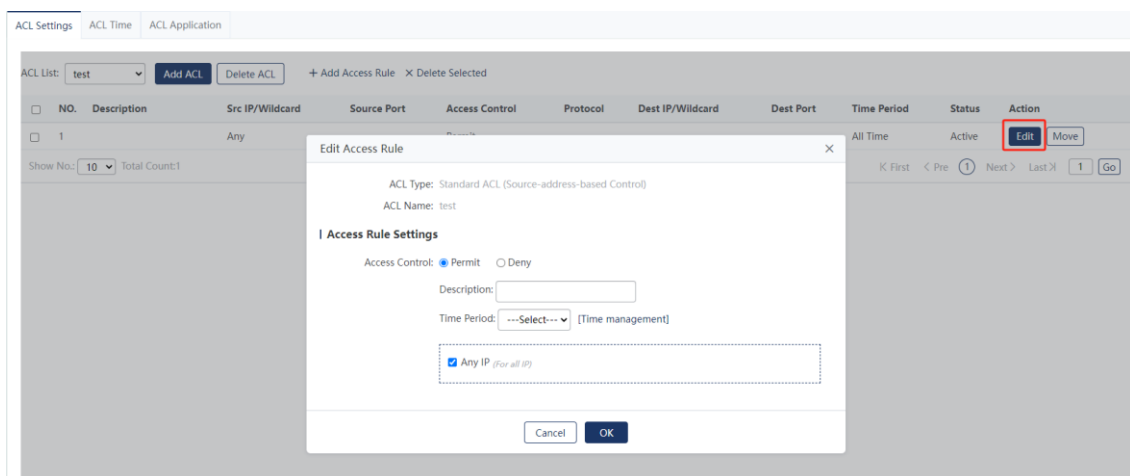 ACL Settings ACL Time ACL Application
ACL List: test Add ACL Delete ACL + Add Access Rule × Delete Selected
NO. Description Src IP/Wildcard Source Port Access Control Protocol Dest IP/Wildcard Dest Port Time Period Status Action
1 Any All Time Active Edit Move
Show No.: 10 Total Count:1 First Pre 1 Next Last 1 Go
Edit Access Rule
ACL Type: Standard ACL (Source-address-based Control)
ACL Name: test
Access Rule Settings
Access Control: Permit Deny
Description:
Time Period: ---Select--- [Time management]
Any IP (For all IP)
Cancel OK